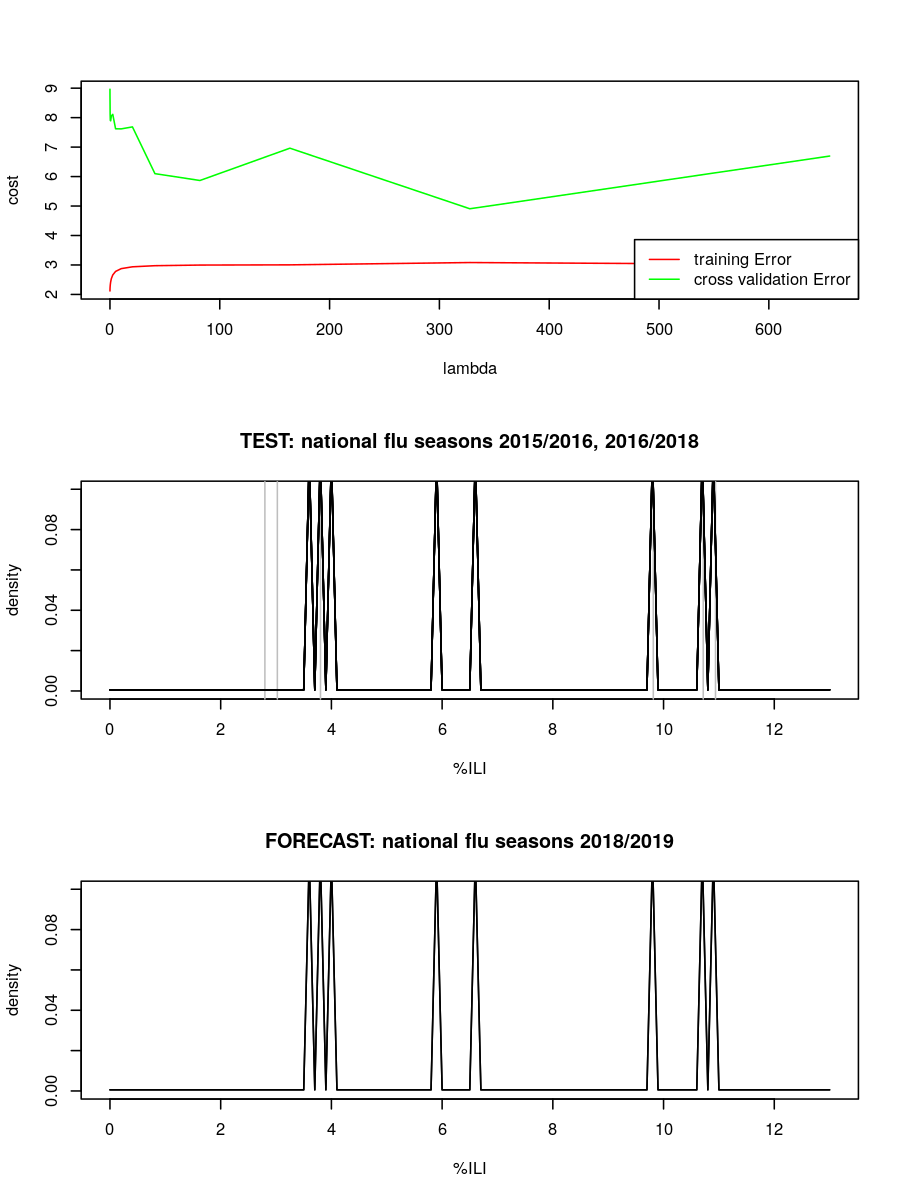 9
8
7
6
5
4
3
2
cost
training Error
cross validation Error
0 100 200 300 400 500 600
lambda
TEST: national flu seasons 2015/2016, 2016/2018
0.08
0.04
0.00
density
0 2 4 6 8 10 12
%ILI
FORECAST: national flu seasons 2018/2019
0.08
0.04
0.00
density
0 2 4 6 8 10 12
%ILI